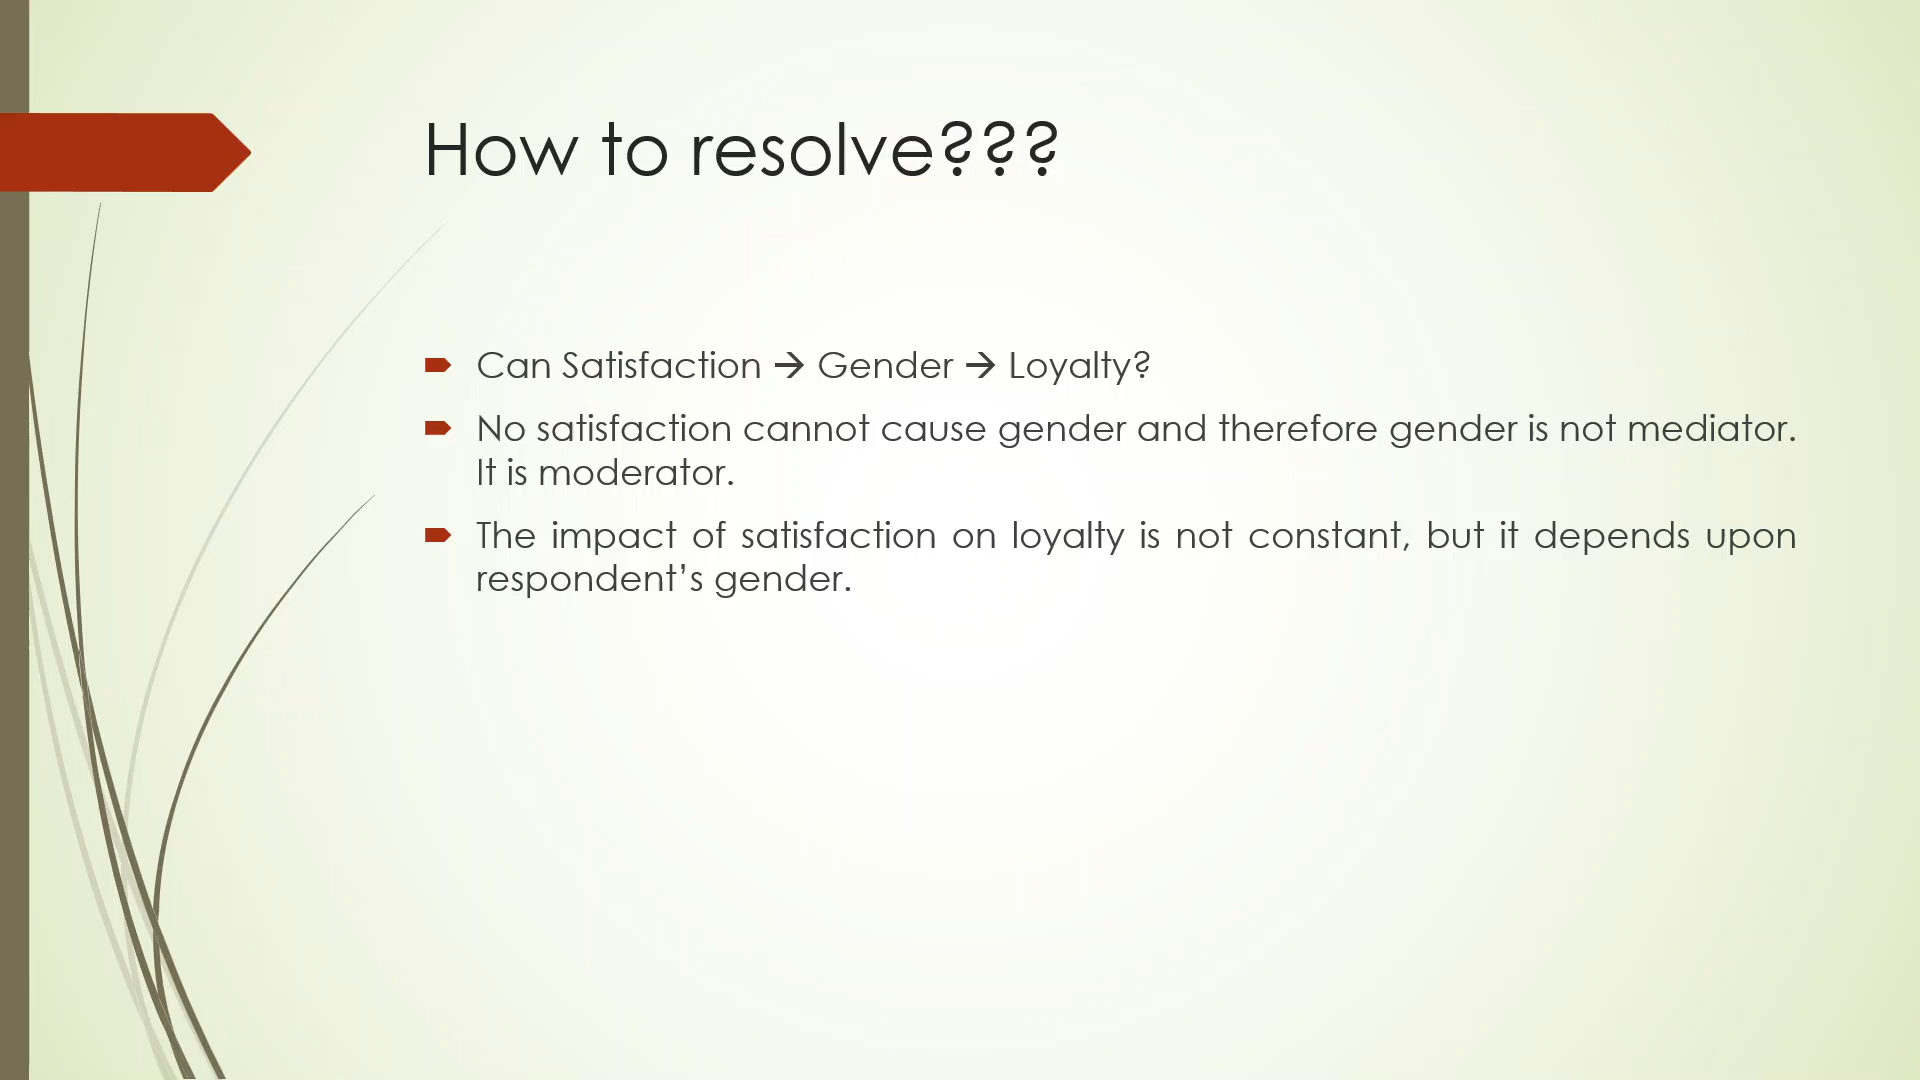 How to resolve???
Can Satisfaction → Gender → Loyalty?
No satisfaction cannot cause gender and therefore gender is not mediator.
It is moderator.
The impact of satisfaction on loyalty is not constant, but it depends upon
respondent’s gender.